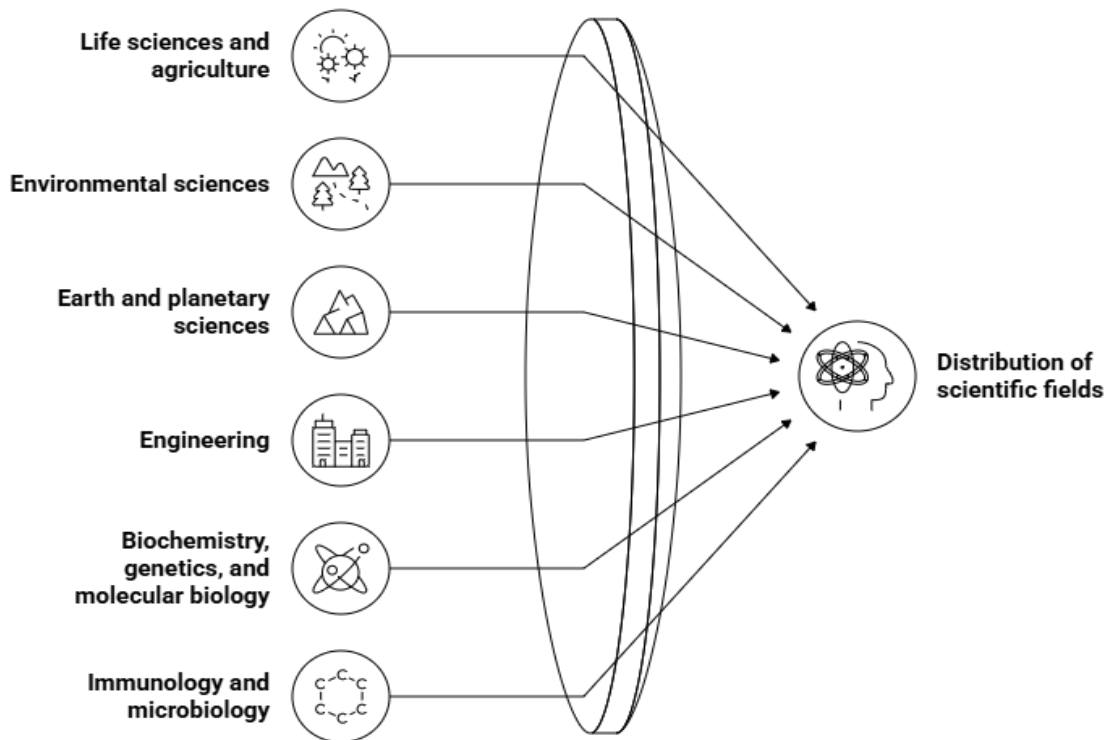 Life sciences and
agriculture
Environmental sciences
Earth and planetary
sciences
Engineering
Biochemistry,
genetics, and
molecular biology
Immunology and
microbiology
Distribution of
scientific fields
C
C
C
C
C
C